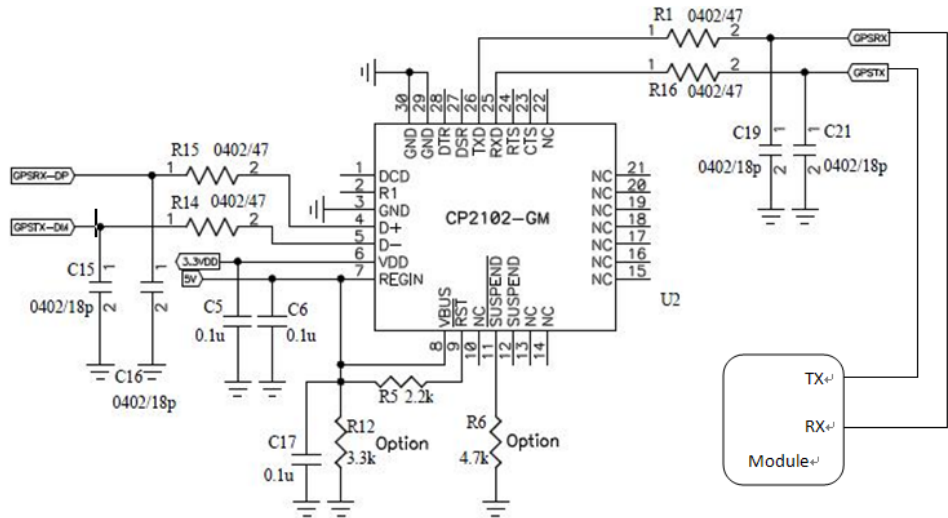 R1 0402/47
1 2
GPSRX
1 2
GPSTX
R16 0402/47
30 29 28 27 26 25 24 23 22
GND GND DTR DSR TXD RXD RTS CTS NC
C19 1
C21 1
0402/18p 2
0402/18p 2
R15 0402/47
GPSRX-DP
1 2
R14 0402/47
GPSTX-DM
1 2
1 DCD
2 R1
3 GND
4 D+
5 D-
6 VDD
7 REGIN
CP2102-GM
NC 21
NC 20
NC 19
NC 18
NC 17
NC 16
NC 15
U2
3.3VDD
5V
C15 1
0402/18p 2
1
2
C16
0402/18p
C5
0.1u
C6
0.1u
VBUS RST NC SUSPEND SUSPEND NC NC
8 9 10 11 12 13 14
R5 2.2k
C17
0.1u
R12
3.3k
Option
R6
4.7k
Option
TX
RX
Module